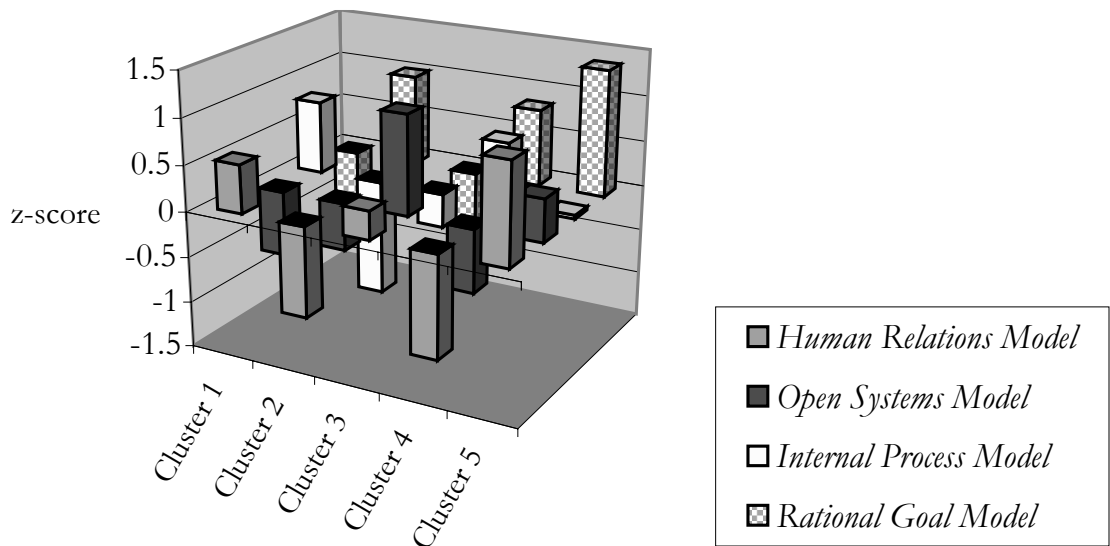 1.5
1
0.5
0
-0.5
-1
-1.5
z-score
Cluster 1
Cluster 2
Cluster 3
Cluster 4
Cluster 5
Human Relations Model
Open Systems Model
Internal Process Model
Rational Goal Model